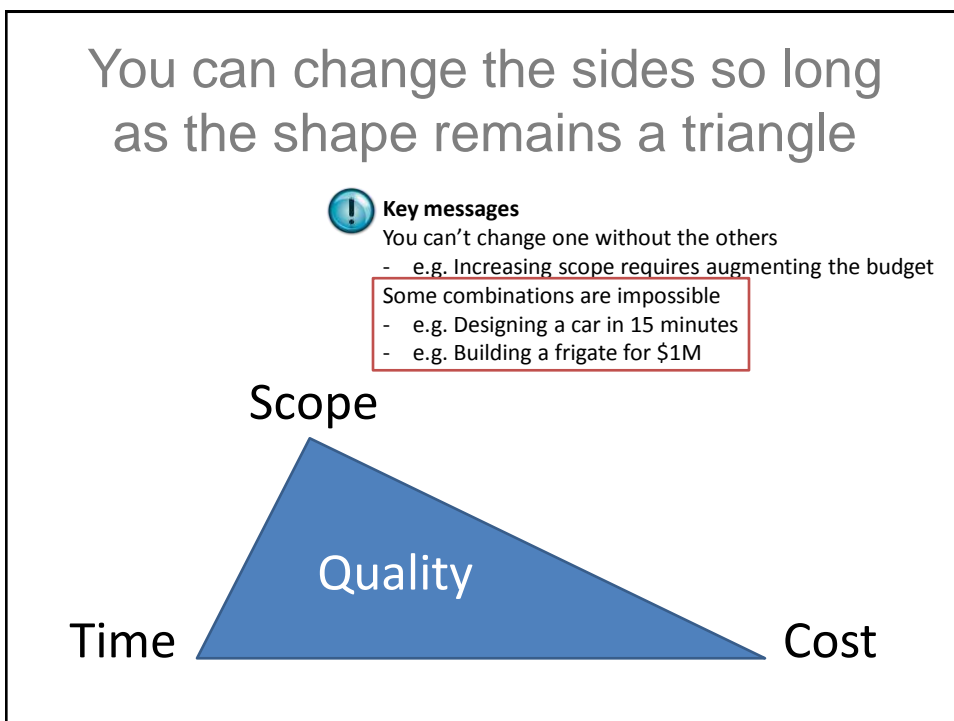 You can change the sides so long
as the shape remains a triangle
Key messages
You can’t change one without the others
- e.g. Increasing scope requires augmenting the budget
Some combinations are impossible
- e.g. Designing a car in 15 minutes
- e.g. Building a frigate for $1M
Scope
Quality
Time
Cost